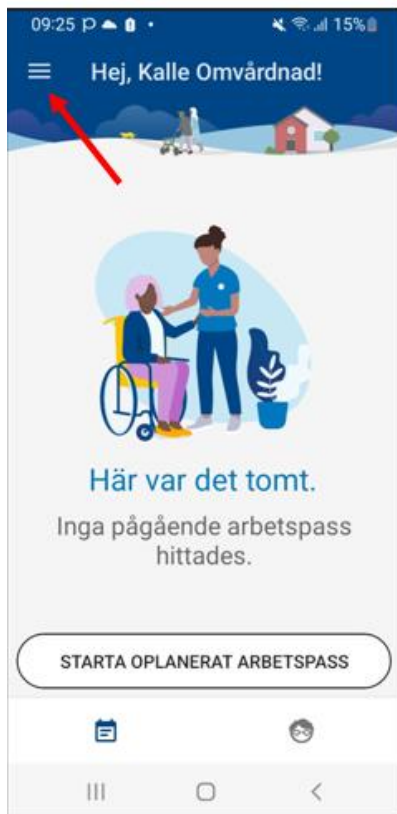 09:25 15%
Hej, Kalle Omvårdnad!
Här var det tomt.
Inga pågående arbetspass
hittades.
STARTA OPLANERAT ARBETSPASS